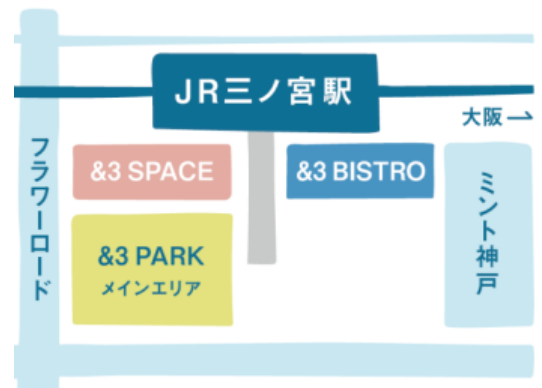 JR三ノ宮駅
大阪→
フラワーロード
&3 SPACE
&3 BISTRO
ミント神戸
&3 PARK
メインエリア